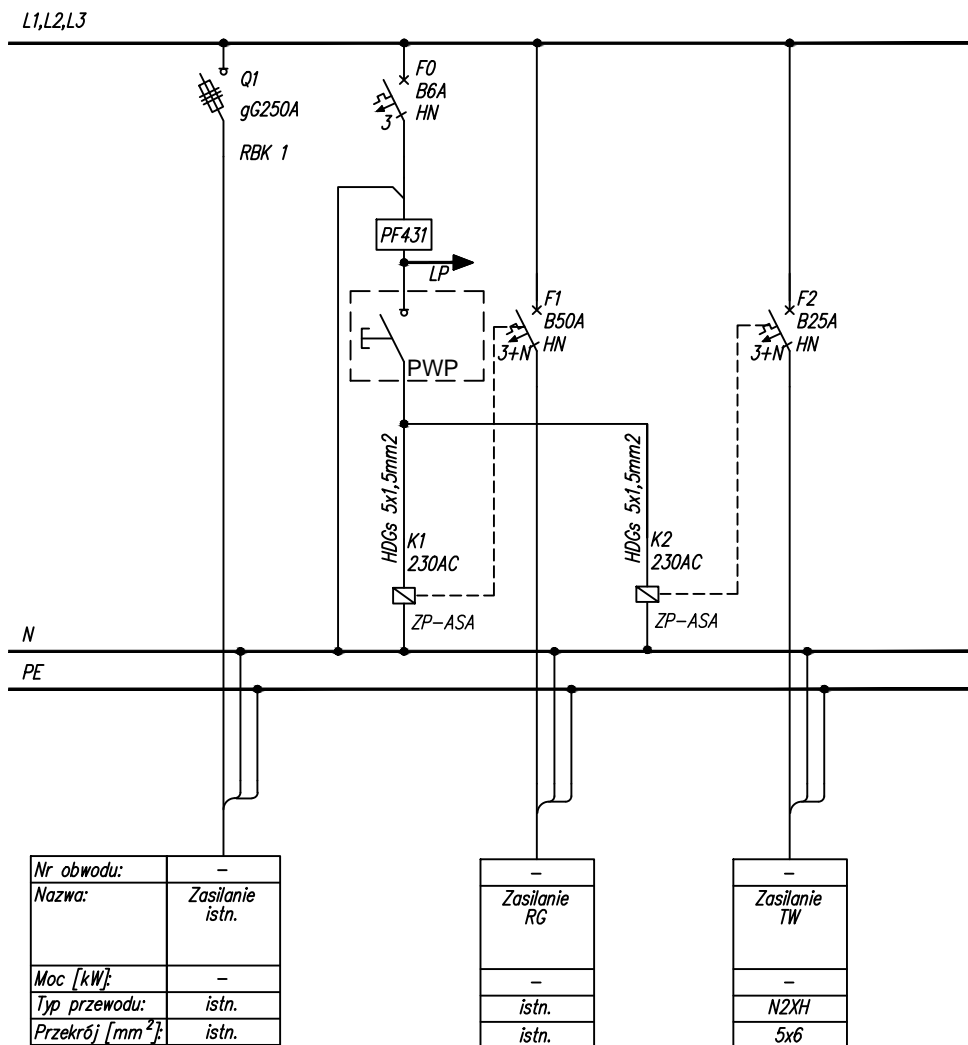 L1,L2,L3
Q1
gG250A
RBK 1
F0
B6A
HN
3
PF431
LP
PWP
F1
B50A
HN
3+N
F2
B25A
HN
3+N
HDGs 5x1,5mm2
K1
230AC
ZP-ASA
HDGs 5x1,5mm2
K2
230AC
ZP-ASA
N
PE
Nr obwodu: - - -
Nazwa: Zasilanie Zasilanie Zasilanie
istn. RG TW
Moc [kW]: - - -
Typ przewodu: istn. istn. N2XH
Przekrój [mm²]: istn. istn. 5x6